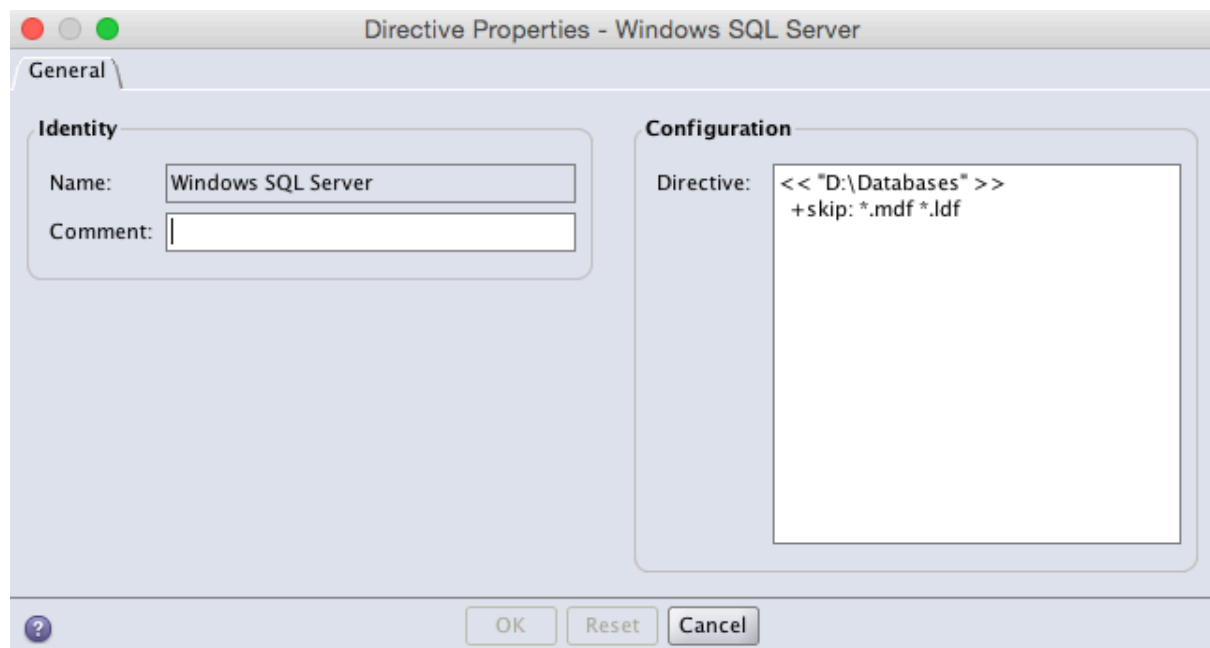 Directive Properties - Windows SQL Server
General
Identity
Name: Windows SQL Server
Comment:
Configuration
Directive: << "D:\Databases" >>
+skip: *.mdf *.ldf
? OK Reset Cancel